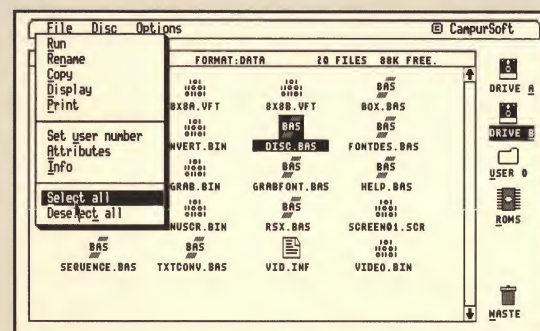 File Disc Options © CampurSoft
Run
Rename
Copy
Display
Print
Set user number
Attributes
Info
Select all
Deselect all
FORMAT:DATA 20 FILES 88K FREE.
8X8A.VFT 8X8B.VFT BOX.BAS
NVERT.BIN DISC.BAS FONTDES.BAS
GRAB.BIN GRABFONT.BAS HELP.BAS
NUSCR.BIN RSX.BAS SCREEN01.SCR
SEQUENCE.BAS TXTCONV.BAS VID.INF VIDEO.BIN
DRIVE A
DRIVE B
USER 0
ROMS
WASTE